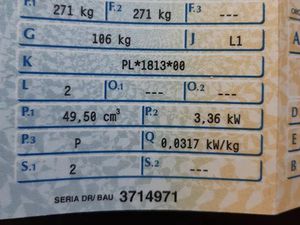 F.1 271 kg F.2 271 kg F.3 ---
G 106 kg J L1
K PL*1813*00
L 2 O.1 --- O.2 ---
P.1 49,50 cm³ P.2 3,36 kW
P.3 P Q 0,0317 kW/kg
S.1 2 S.2 ---
SERIA DR/BAU 3714971
A
D
E
B